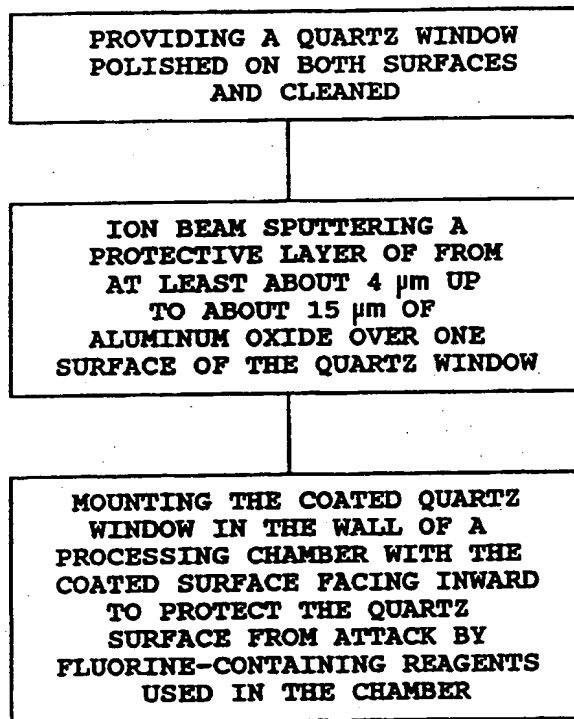 PROVIDING A QUARTZ WINDOW
POLISHED ON BOTH SURFACES
AND CLEANED
ION BEAM SPUTTERING A
PROTECTIVE LAYER OF FROM
AT LEAST ABOUT 4 µm UP
TO ABOUT 15 µm OF
ALUMINUM OXIDE OVER ONE
SURFACE OF THE QUARTZ WINDOW
MOUNTING THE COATED QUARTZ
WINDOW IN THE WALL OF A
PROCESSING CHAMBER WITH THE
COATED SURFACE FACING INWARD
TO PROTECT THE QUARTZ
SURFACE FROM ATTACK BY
FLUORINE-CONTAINING REAGENTS
USED IN THE CHAMBER